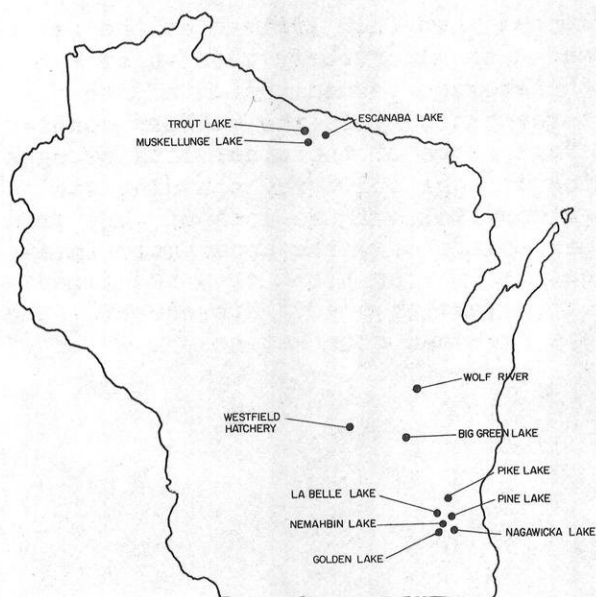 TROUT LAKE
ESCANABA LAKE
MUSKELLUNGE LAKE
WOLF RIVER
WESTFIELD
HATCHERY
BIG GREEN LAKE
PIKE LAKE
LA BELLE LAKE
PINE LAKE
NEMAHBIN LAKE
NAGAWICKA LAKE
GOLDEN LAKE